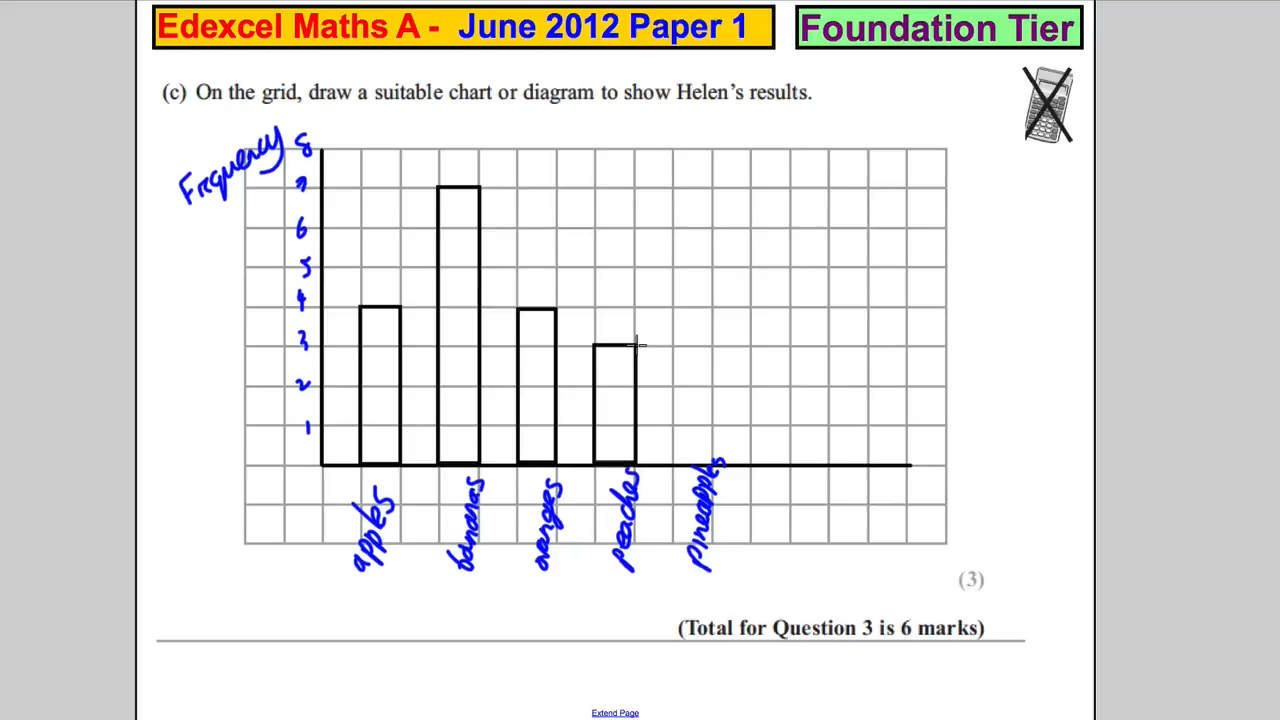 Edexcel Maths A - June 2012 Paper 1
Foundation Tier
(c) On the grid, draw a suitable chart or diagram to show Helen's results.
Frequency
8
7
6
5
4
3
2
1
apples
bananas
oranges
peaches
pineapples
(3)
(Total for Question 3 is 6 marks)
Extend Page